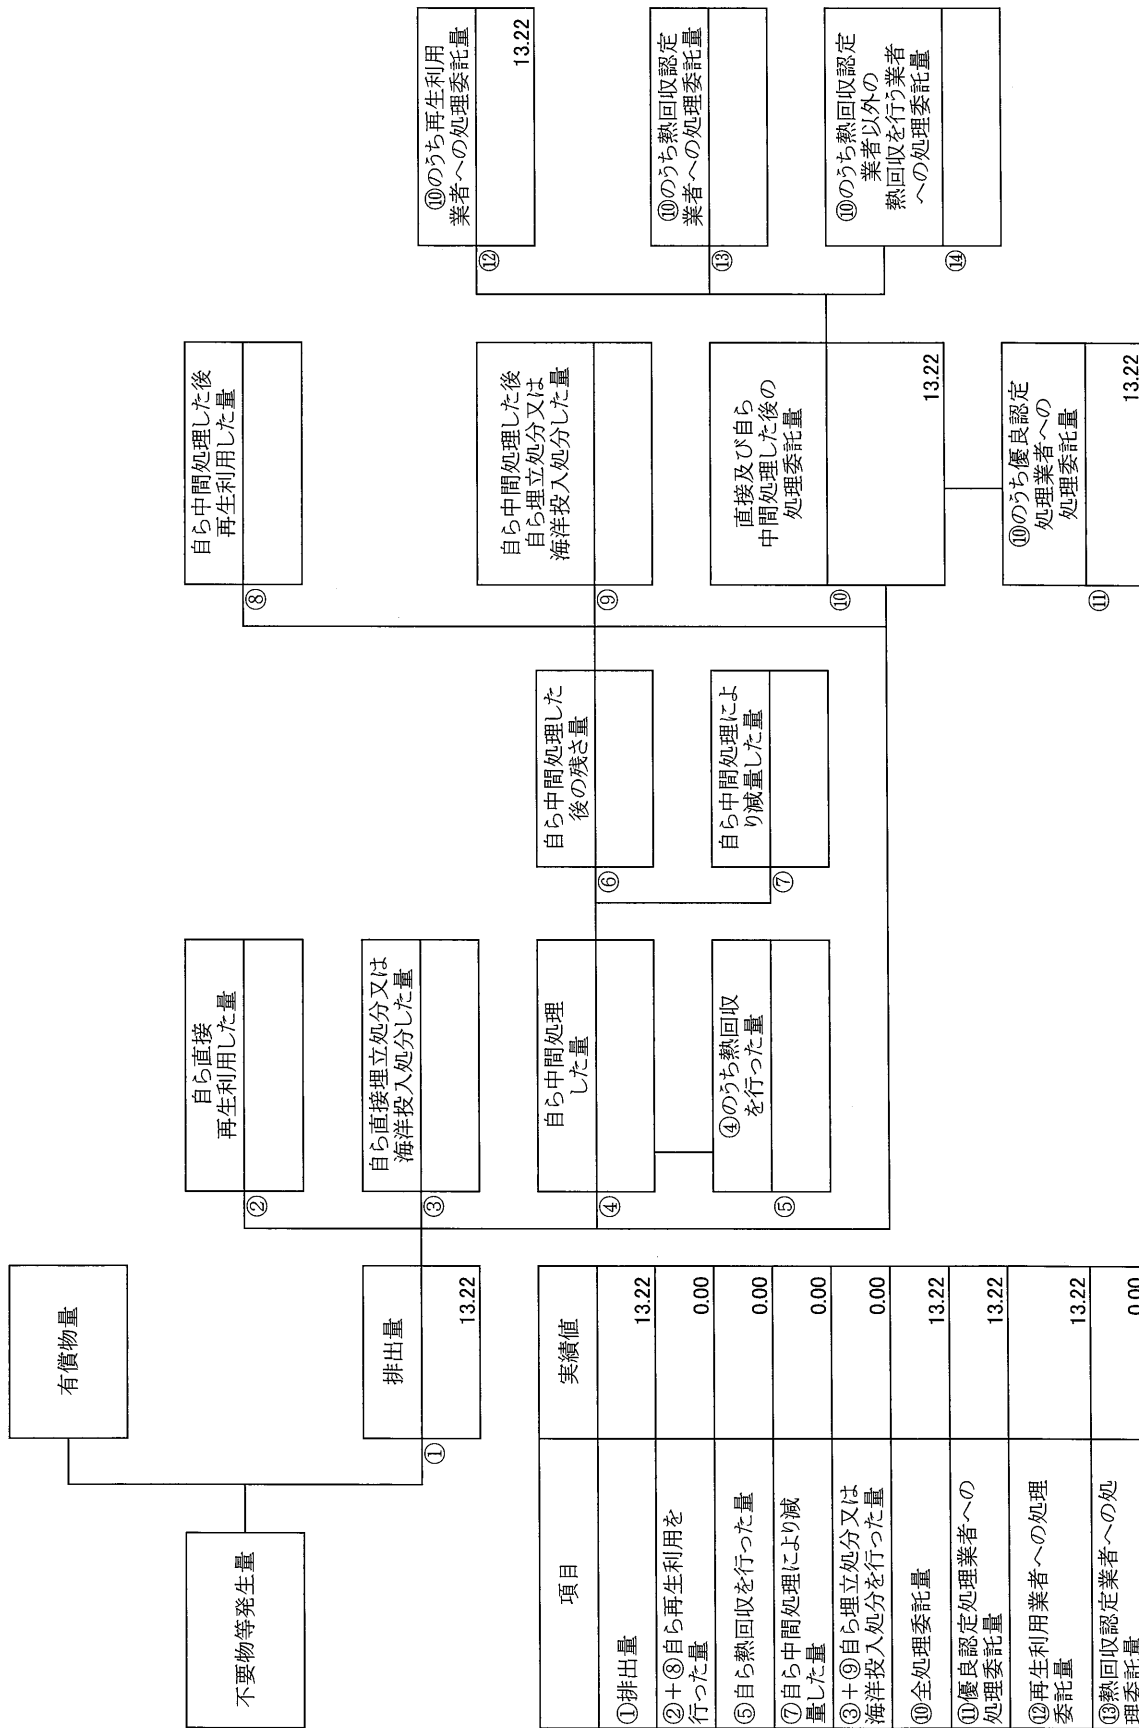 不要物等発生量
有償物量
①
排出量
13.22
②
自ら直接
再生利用した量
③
自ら直接埋立処分又は
海洋投入処分した量
④
自ら中間処理
した量
⑤
④のうち熱回収
を行った量
⑥
自ら中間処理した
後の残さ量
⑦
自ら中間処理によ
り減量した量
⑧
自ら中間処理した後
再生利用した量
⑨
自ら中間処理した後
自ら埋立処分又は
海洋投入処分した量
⑩
直接及び自ら
中間処理した後の
処理委託量
13.22
⑪
⑩のうち優良認定
処理業者への
処理委託量
13.22
⑫
⑩のうち再生利用
業者への処理委託量
13.22
⑬
⑩のうち熱回収認定
業者への処理委託量
⑭
⑩のうち熱回収認定
業者以外の
熱回収を行う業者
への処理委託量
項目 実績値
①排出量 13.22
②+⑧自ら再生利用を
行った量 0.00
⑤自ら熱回収を行った量 0.00
⑦自ら中間処理により減
量した量 0.00
③+⑨自ら埋立処分又は
海洋投入処分を行った量 0.00
⑩全処理委託量 13.22
⑪優良認定処理業者への
処理委託量 13.22
⑫再生利用業者への処理
委託量 13.22
⑬熱回収認定業者への処
理委託量 0.00